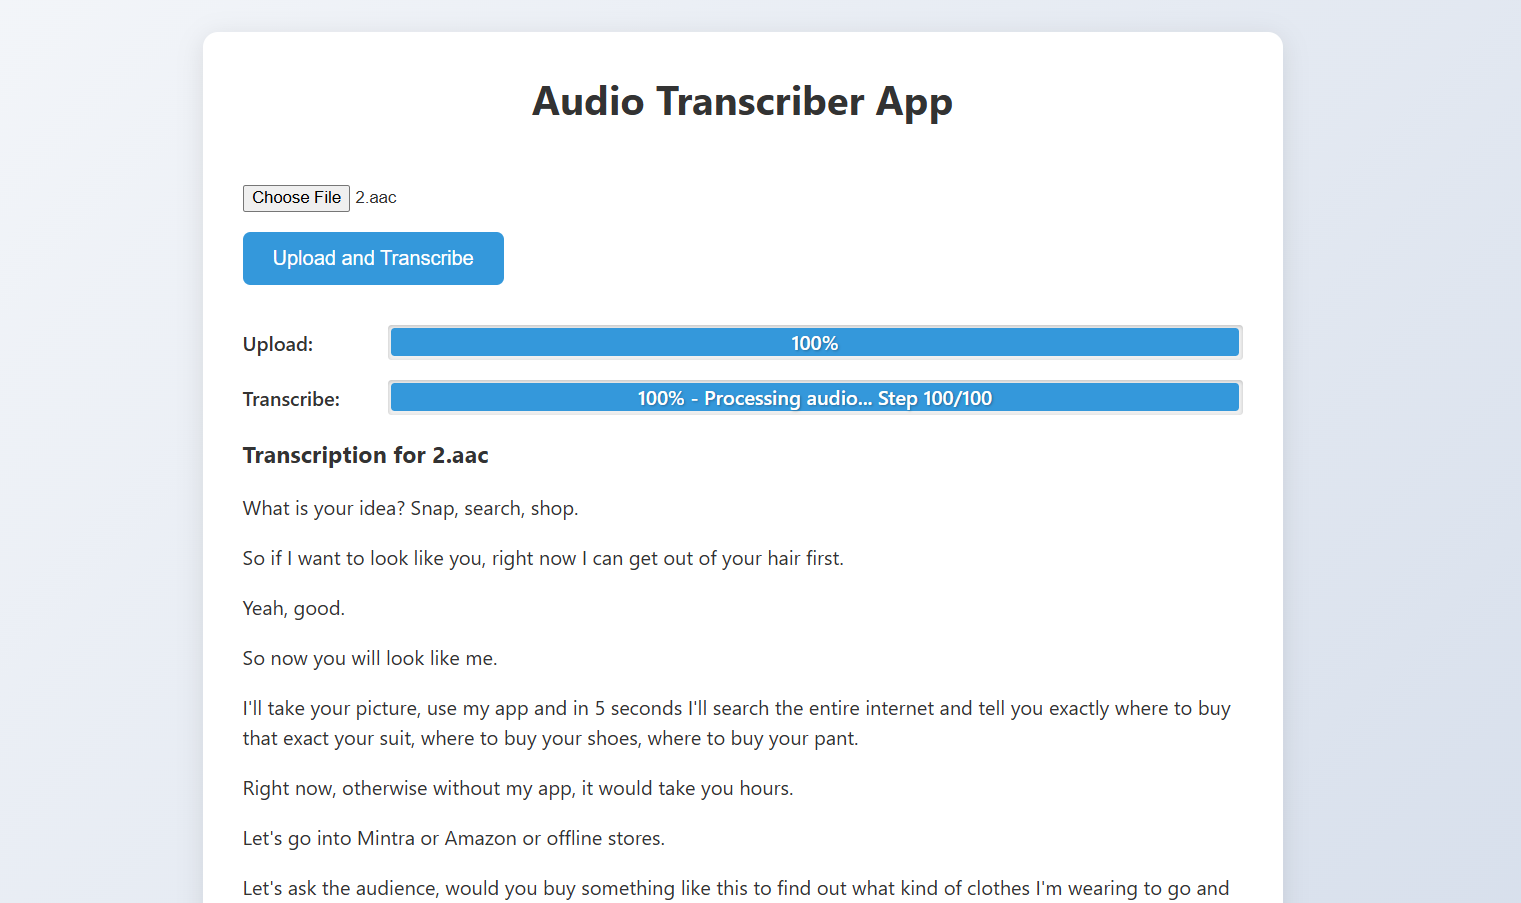 Audio Transcriber App
Choose File 2.aac
Upload and Transcribe
Upload: 100%
Transcribe: 100% - Processing audio... Step 100/100
Transcription for 2.aac
What is your idea? Snap, search, shop.
So if I want to look like you, right now I can get out of your hair first.
Yeah, good.
So now you will look like me.
I'll take your picture, use my app and in 5 seconds I'll search the entire internet and tell you exactly where to buy
that exact your suit, where to buy your shoes, where to buy your pant.
Right now, otherwise without my app, it would take you hours.
Let's go into Mintra or Amazon or offline stores.
Let's ask the audience, would you buy something like this to find out what kind of clothes I'm wearing to go and